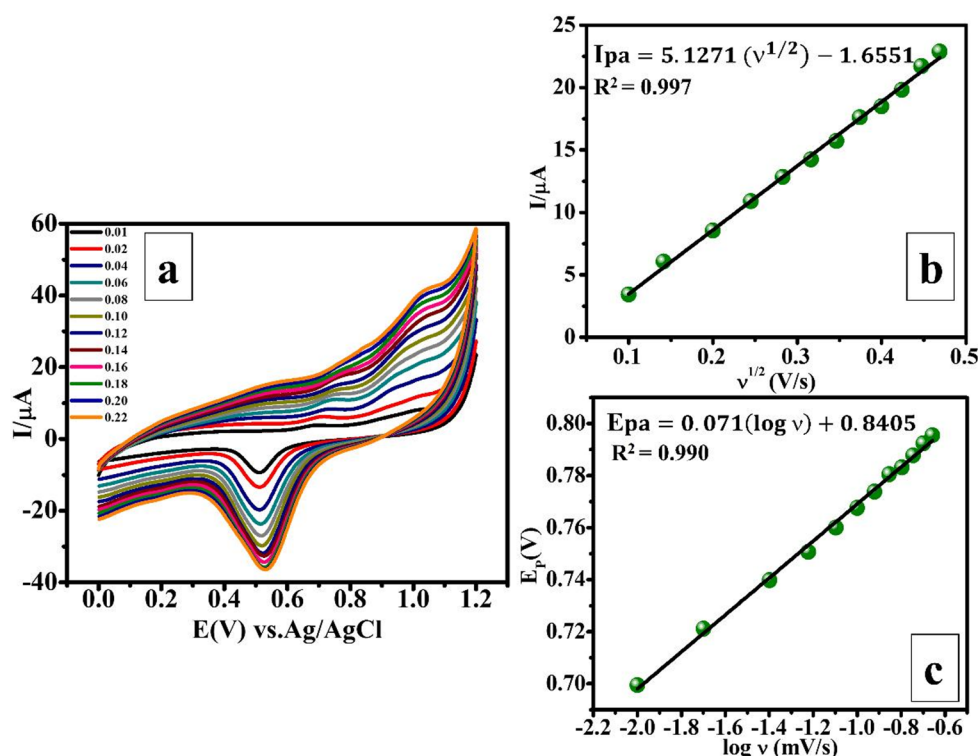 60
40
20
0
-20
-40
I/µA
0.01
0.02
0.04
0.06
0.08
0.10
0.12
0.14
0.16
0.18
0.20
0.22
a
0.0 0.2 0.4 0.6 0.8 1.0 1.2
E(V) vs.Ag/AgCl
25
20
15
10
5
0
I/µA
Ipa = 5.1271 (ν^{1/2}) − 1.6551
R² = 0.997
b
0.1 0.2 0.3 0.4 0.5
ν^{1/2} (V/s)
0.80
0.78
0.76
0.74
0.72
0.70
E_P(V)
Epa = 0.071(log ν) + 0.8405
R² = 0.990
c
-2.2 -2.0 -1.8 -1.6 -1.4 -1.2 -1.0 -0.8 -0.6
log ν (mV/s)